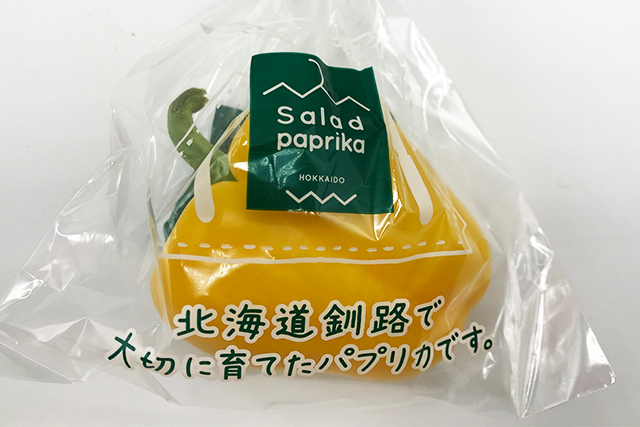 Salad
paprika
HOKKAIDO
北海道釧路で
大切に育てたパプリカです。